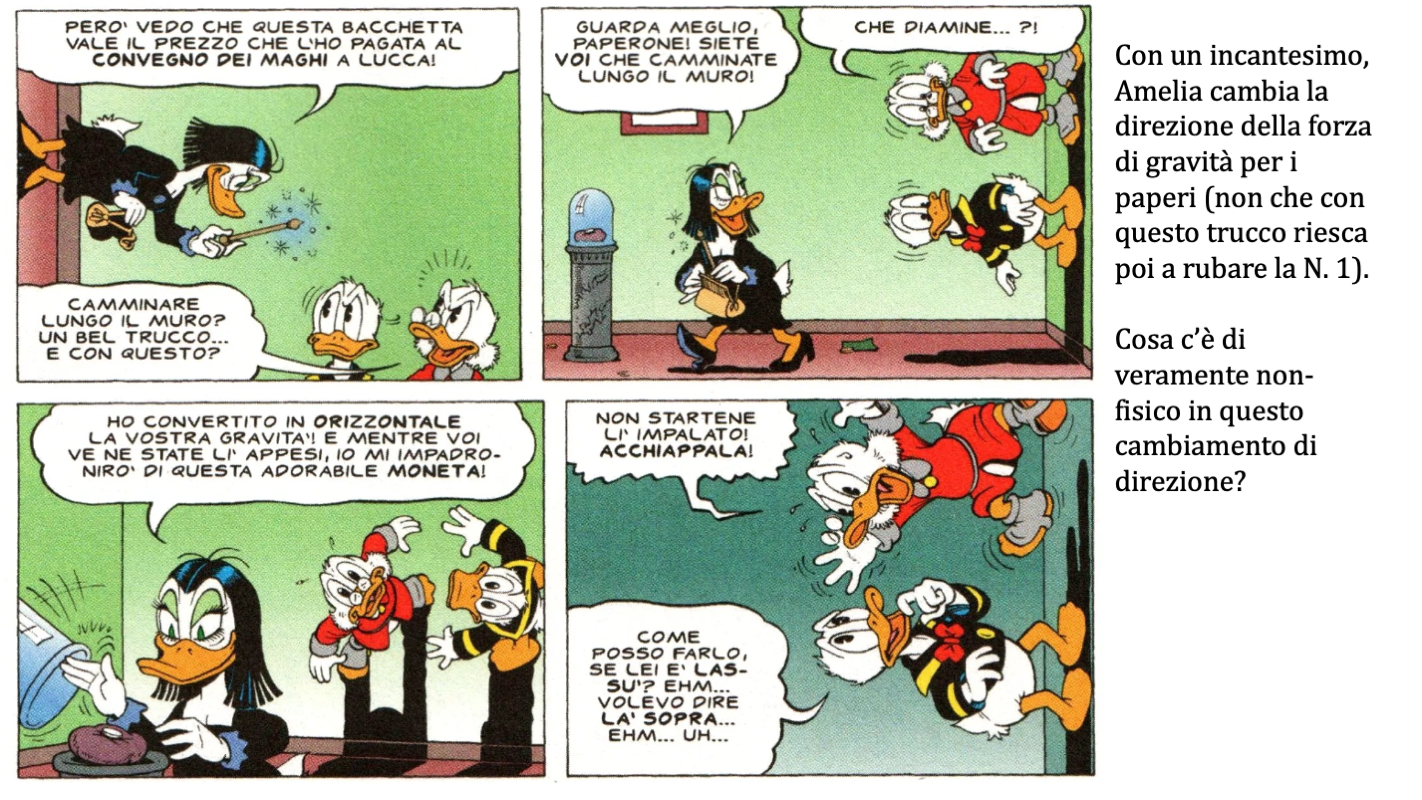 PERO' VEDO CHE QUESTA BACCHETTA
VALE IL PREZZO CHE L'HO PAGATA AL
CONVEGNO DEI MAGHI A LUCCA!
CAMMINARE
LUNGO IL MURO?
UN BEL TRUCCO...
E CON QUESTO?
GUARDA MEGLIO,
PAPERONE! SIETE
VOI CHE CAMMINATE
LUNGO IL MURO!
CHE DIAMINE... ?!
HO CONVERTITO IN ORIZZONTALE
LA VOSTRA GRAVITA'! E MENTRE VOI
VE NE STATE LI' APPESI, IO MI IMPADRO-
NIRO' DI QUESTA ADORABILE MONETA!
NON STARTENE
LI' IMPALATO!
ACCHIAPPALA!
COME
POSSO FARLO,
SE LEI E' LAS-
SU'? EHM...
VOLEVO DIRE
LA' SOPRA...
EHM... UH...
Con un incantesimo,
Amelia cambia la
direzione della forza
di gravità per i
paperi (non che con
questo trucco riesca
poi a rubare la N. 1).
Cosa c’è di
veramente non-
fisico in questo
cambiamento di
direzione?